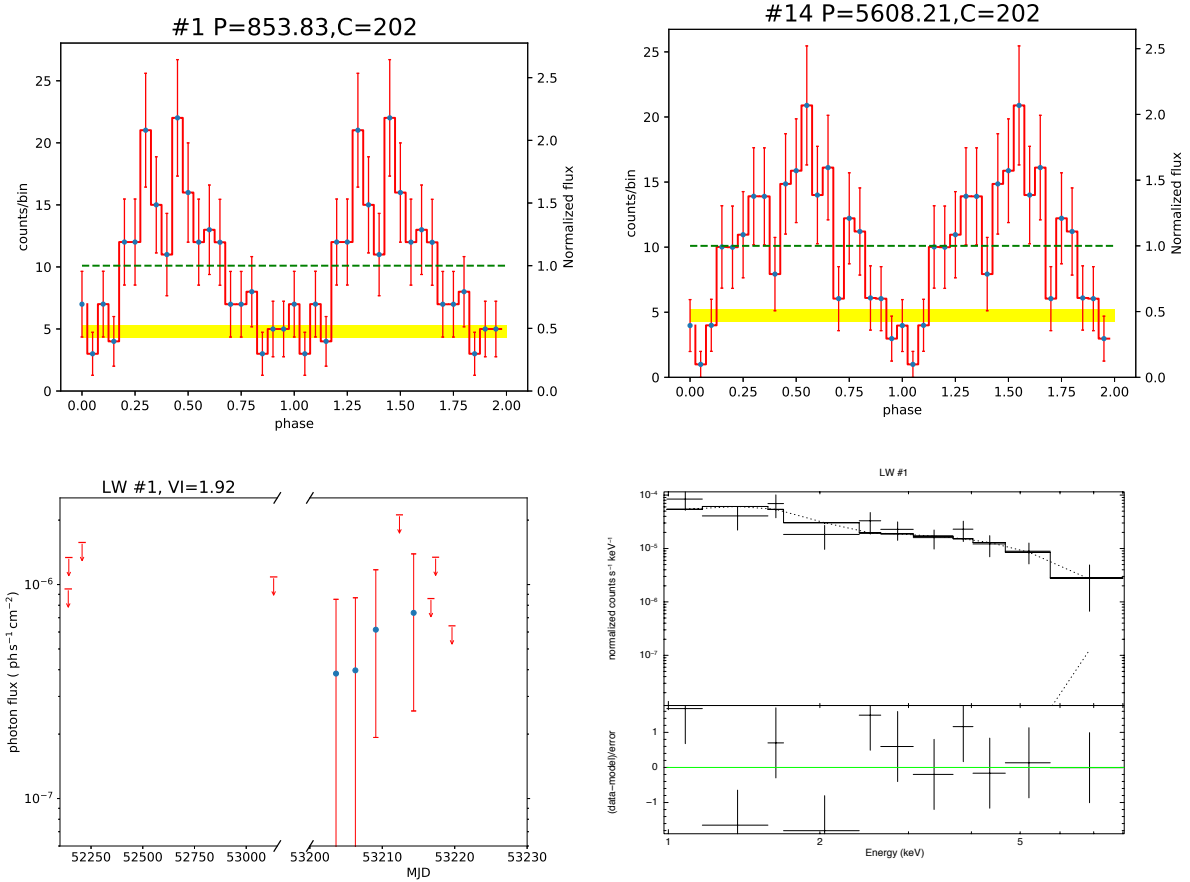 #1 P=853.83,C=202
counts/bin
25
20
15
10
5
0
2.5
2.0
1.5
1.0
0.5
0.0
Normalized flux
0.00 0.25 0.50 0.75 1.00 1.25 1.50 1.75 2.00
phase
#14 P=5608.21,C=202
counts/bin
25
20
15
10
5
0
2.5
2.0
1.5
1.0
0.5
0.0
Normalized flux
0.00 0.25 0.50 0.75 1.00 1.25 1.50 1.75 2.00
phase
LW #1, VI=1.92
photon flux ( ph s⁻¹ cm⁻²)
10⁻⁶
10⁻⁷
52250 52500 52750 53000 53200 53210 53220 53230
MJD
LW #1
normalized counts s⁻¹ keV⁻¹
10⁻⁴
10⁻⁵
10⁻⁶
10⁻⁷
(data−model)/error
1
0
−1
1 2 5
Energy (keV)